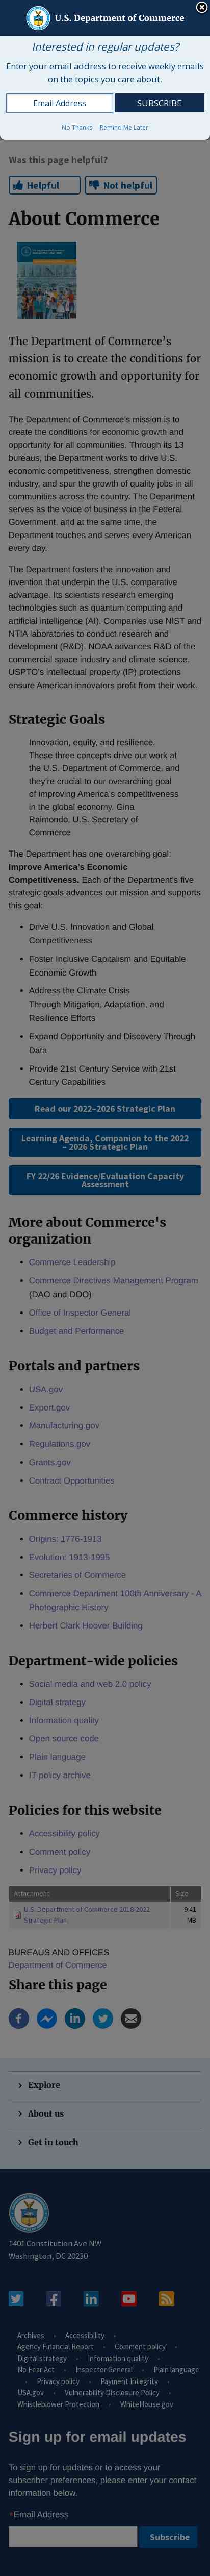 U.S. Department of Commerce
Interested in regular updates?
Enter your email address to receive weekly emails
on the topics you care about.
Email Address
SUBSCRIBE
No Thanks
Remind Me Later
Was this page helpful?
Helpful
Not helpful
About Commerce
The Department of Commerce's
mission is to create the conditions for
economic growth and opportunity for
all communities.
The Department of Commerce's mission is to
create the conditions for economic growth and
opportunity for all communities. Through its 13
bureaus, the Department works to drive U.S.
economic competitiveness, strengthen domestic
industry, and spur the growth of quality jobs in all
communities across the country. The Department
serves as the voice of business in the Federal
Government, and at the same time, the
Department touches and serves every American
every day.
The Department fosters the innovation and
invention that underpin the U.S. comparative
advantage. Its scientists research emerging
technologies such as quantum computing and
artificial intelligence (AI). Companies use NIST and
NTIA laboratories to conduct research and
development (R&D). NOAA advances R&D of the
commercial space industry and climate science.
USPTO's intellectual property (IP) protections
ensure American innovators profit from their work.
Strategic Goals
Innovation, equity, and resilience.
These three concepts drive our work at
the U.S. Department of Commerce, and
they're crucial to our overarching goal
of improving America's competitiveness
in the global economy. Gina
Raimondo, U.S. Secretary of
Commerce
The Department has one overarching goal:
Improve America's Economic
Competitiveness. Each of the Department's five
strategic goals advances our mission and supports
this goal:
Drive U.S. Innovation and Global
Competitiveness
Foster Inclusive Capitalism and Equitable
Economic Growth
Address the Climate Crisis
Through Mitigation, Adaptation, and
Resilience Efforts
Expand Opportunity and Discovery Through
Data
Provide 21st Century Service with 21st
Century Capabilities
Read our 2022–2026 Strategic Plan
Learning Agenda, Companion to the 2022
– 2026 Strategic Plan
FY 22/26 Evidence/Evaluation Capacity
Assessment
More about Commerce's
organization
Commerce Leadership
Commerce Directives Management Program
(DAO and DOO)
Office of Inspector General
Budget and Performance
Portals and partners
USA.gov
Export.gov
Manufacturing.gov
Regulations.gov
Grants.gov
Contract Opportunities
Commerce history
Origins: 1776-1913
Evolution: 1913-1995
Secretaries of Commerce
Commerce Department 100th Anniversary - A
Photographic History
Herbert Clark Hoover Building
Department-wide policies
Social media and web 2.0 policy
Digital strategy
Information quality
Open source code
Plain language
IT policy archive
Policies of this website
Accessibility policy
Comment policy
Privacy policy
Attachment Size
U.S. Department of Commerce 2018-2022 9.41
Strategic Plan MB
BUREAUS AND OFFICES
Department of Commerce
Share this page
Explore
About us
Get in touch
1401 Constitution Ave NW
Washington, DC 20230
Archives - Accessibility -
Agency Financial Report - Comment policy -
Digital strategy - Information quality -
No Fear Act - Inspector General - Plain language
- Privacy policy - Payment Integrity -
USA.gov - Vulnerability Disclosure Policy -
Whistleblower Protection - WhiteHouse.gov
Sign up for email updates
To sign up for updates or to access your
subscriber preferences, please enter your contact
information below.
*Email Address
Subscribe